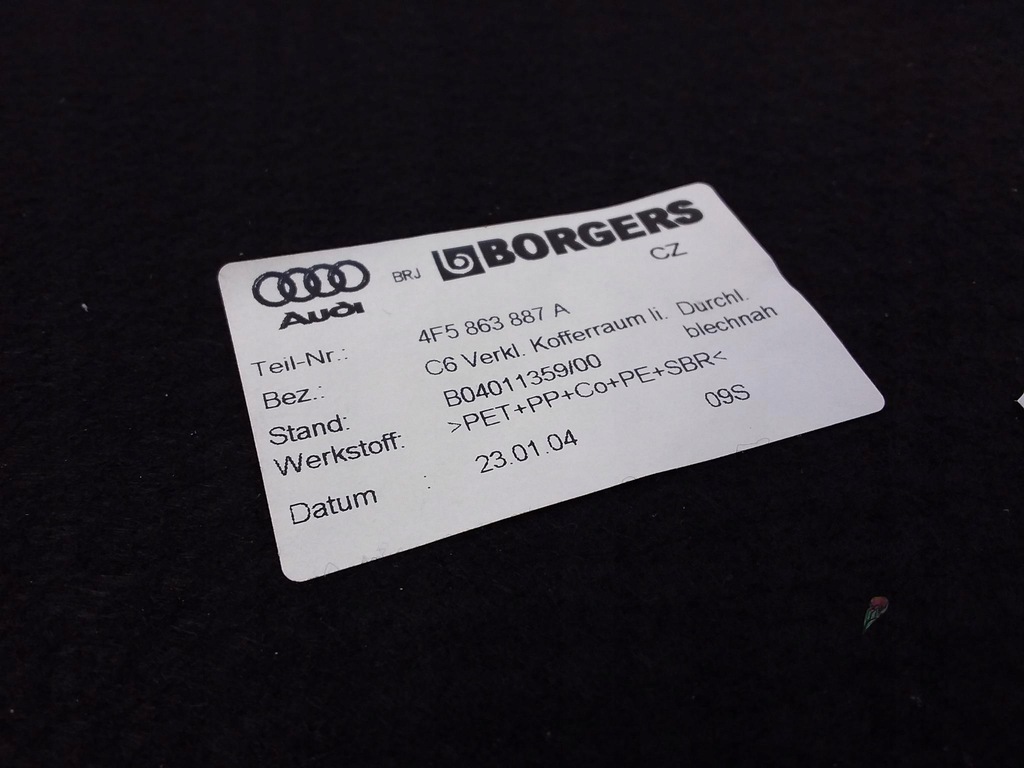 Audi BRJ BORGERS
CZ
Teil-Nr.: 4F5 863 887 A
Bez.: C6 Verkl. Kofferraum li. Durchl.
blechnah
Stand: B04011359/00
Werkstoff: >PET+PP+Co+PE+SBR<
Datum : 23.01.04 09S